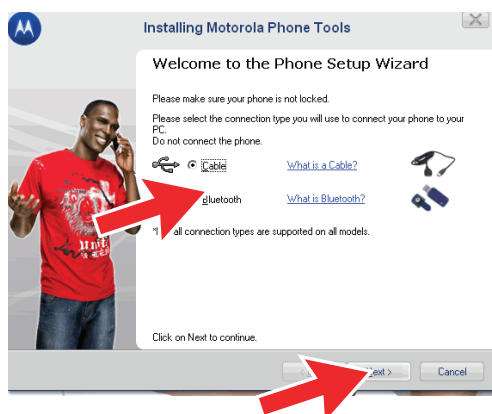 Installing Motorola Phone Tools
Welcome to the Phone Setup Wizard
Please make sure your phone is not locked.
Please select the connection type you will use to connect your phone to your
PC.
Do not connect the phone.
Cable What is a Cable?
Bluetooth What is Bluetooth?
all connection types are supported on all models.
Click on Next to continue.
Next > Cancel